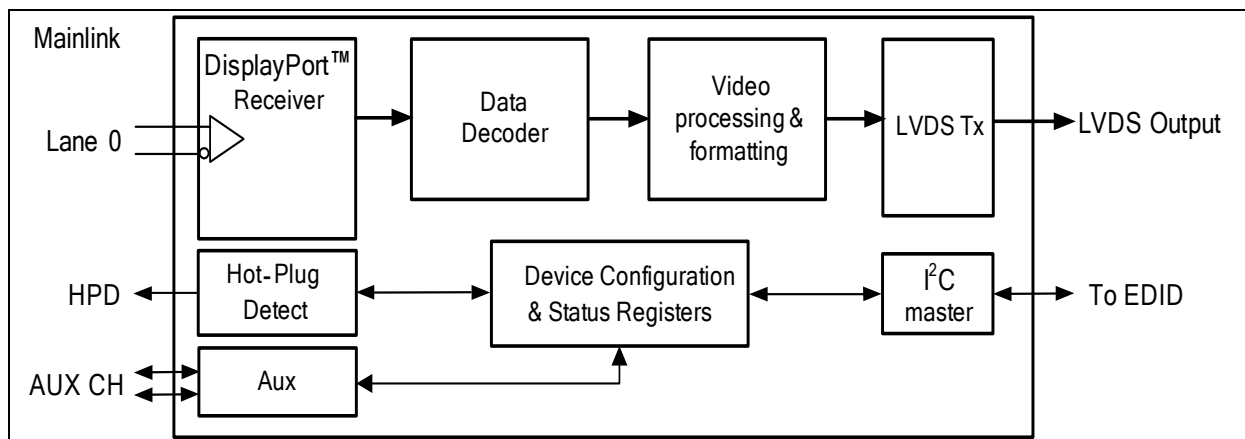 Mainlink
DisplayPort™
Receiver
Lane 0
Data
Decoder
Video
processing &
formatting
LVDS Tx
LVDS Output
HPD
Hot-Plug
Detect
Device Configuration
& Status Registers
I²C
master
To EDID
AUX CH
Aux